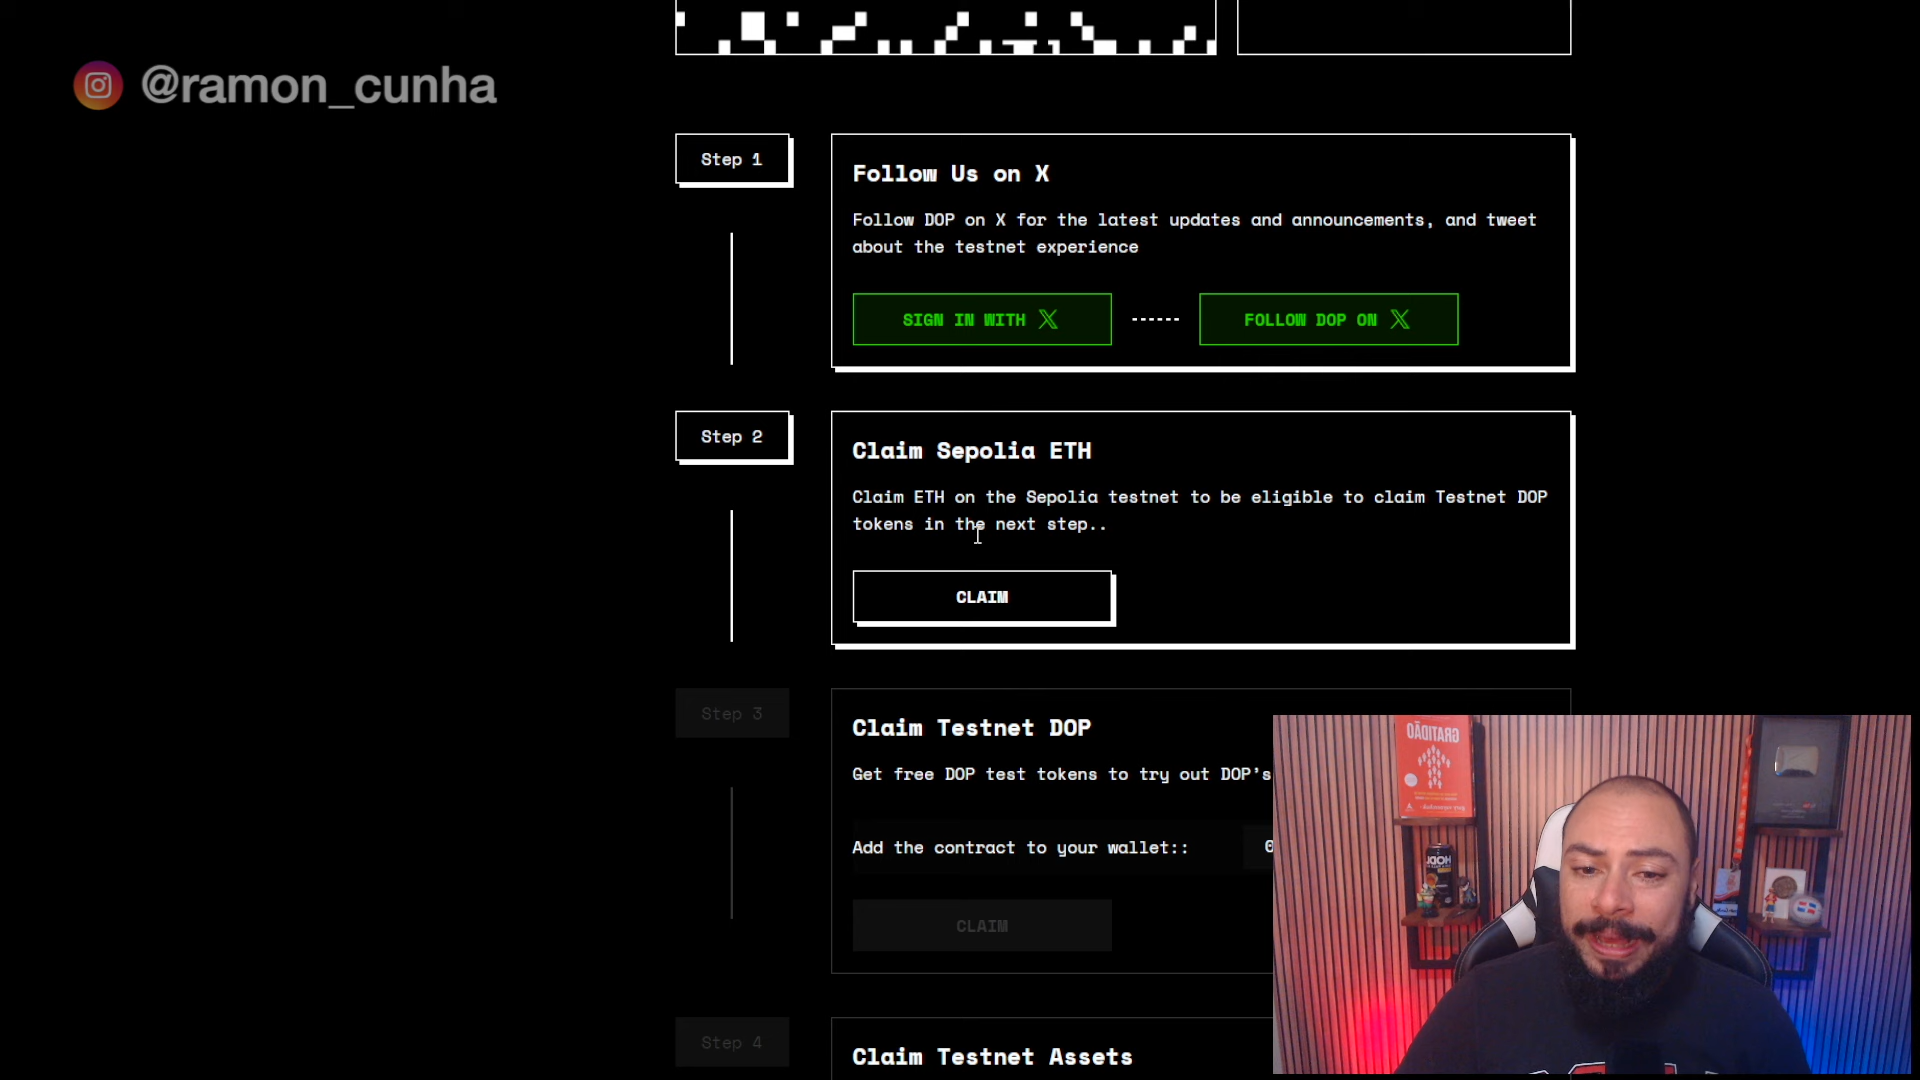 @ramon_cunha
Step 1
Follow Us on X
Follow DOP on X for the latest updates and announcements, and tweet
about the testnet experience
SIGN IN WITH X
FOLLOW DOP ON X
Step 2
Claim Sepolia ETH
Claim ETH on the Sepolia testnet to be eligible to claim Testnet DOP
tokens in the next step..
CLAIM
Step 3
Claim Testnet DOP
Get free DOP test tokens to try out DOP's
Add the contract to your wallet::
CLAIM
Step 4
Claim Testnet Assets
GRATIDÃO
HODL